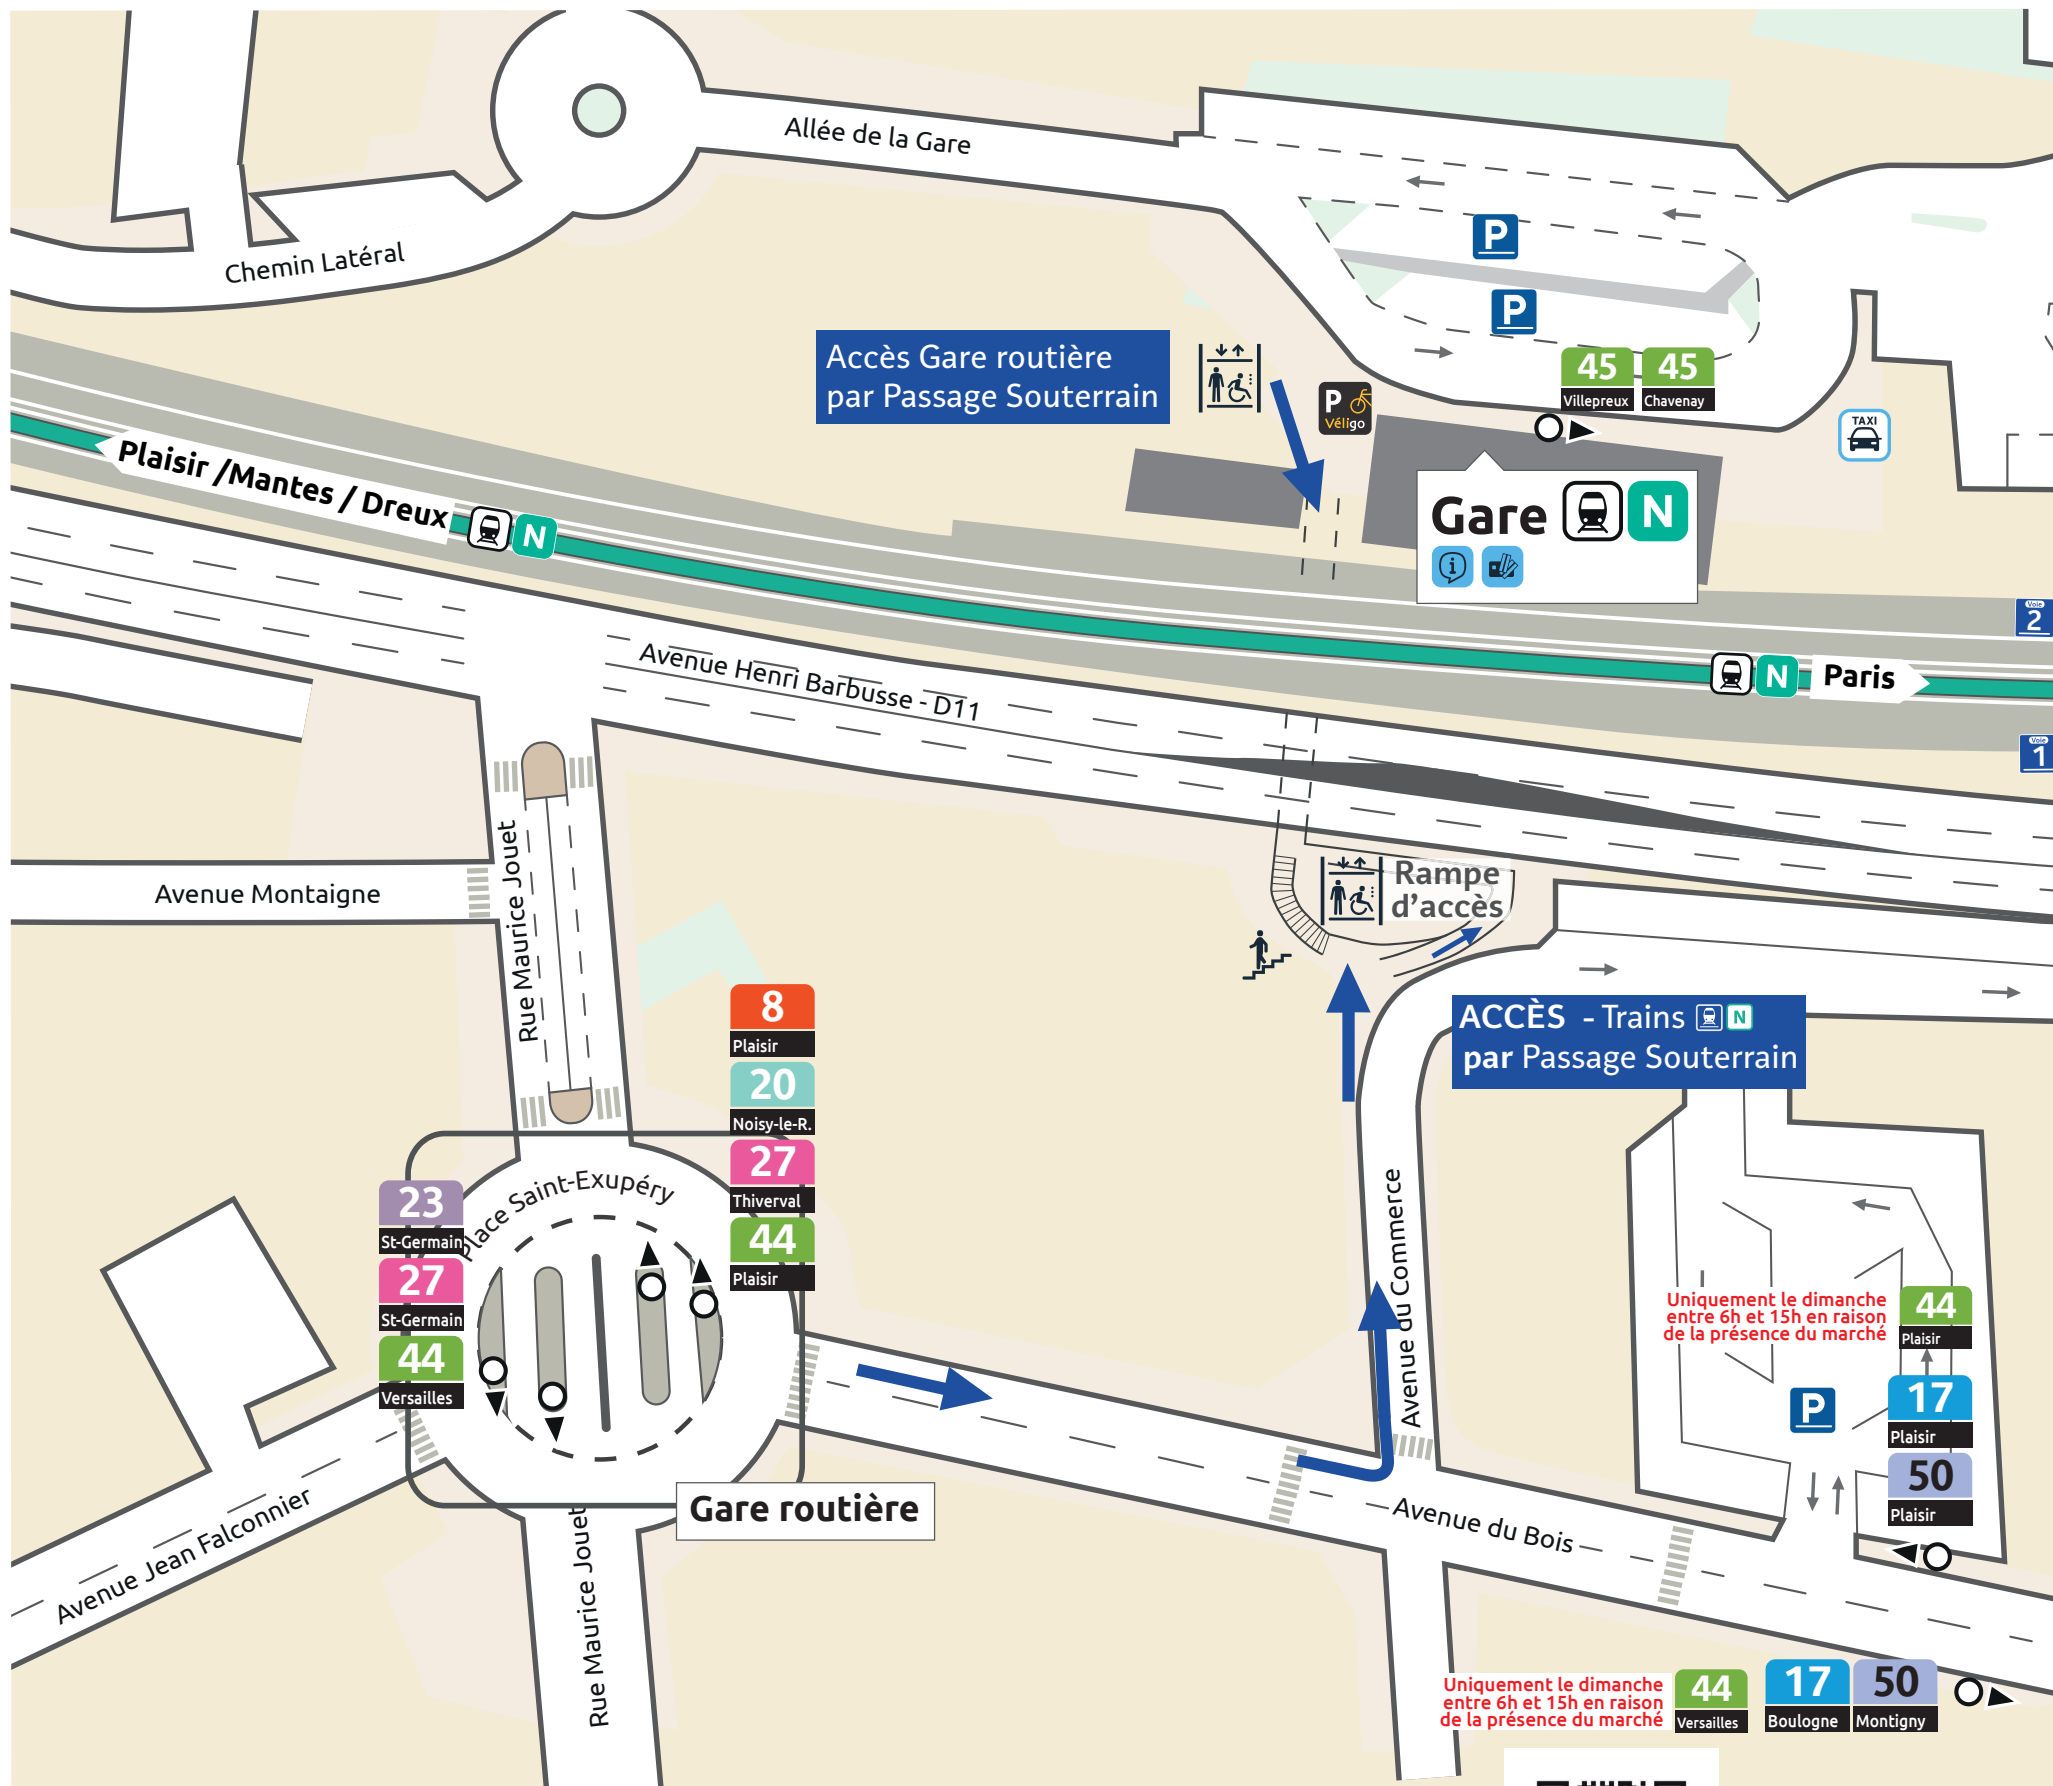 Allée de la Gare
Chemin Latéral
P
P
Accès Gare routière
par Passage Souterrain
P
Véligo
45
Villepreux
45
Chavenay
TAXI
Gare N
i
Plaisir /Mantes / Dreux
N
Voie
2
N
Paris
Voie
1
Avenue Henri Barbusse - D11
Rue Maurice Jouet
Avenue Montaigne
Rampe
d'accès
ACCÈS - Trains N
par Passage Souterrain
8
Plaisir
20
Noisy-le-R.
27
Thiverval
44
Plaisir
Place Saint-Exupéry
23
St-Germain
27
St-Germain
44
Versailles
Avenue du Commerce
Uniquement le dimanche
entre 6h et 15h en raison
de la présence du marché
44
Plaisir
P
17
Plaisir
50
Plaisir
Gare routière
Avenue du Bois
Avenue Jean Falconnier
Rue Maurice Jouet
Uniquement le dimanche
entre 6h et 15h en raison
de la présence du marché
44
Versailles
17
Boulogne
50
Montigny